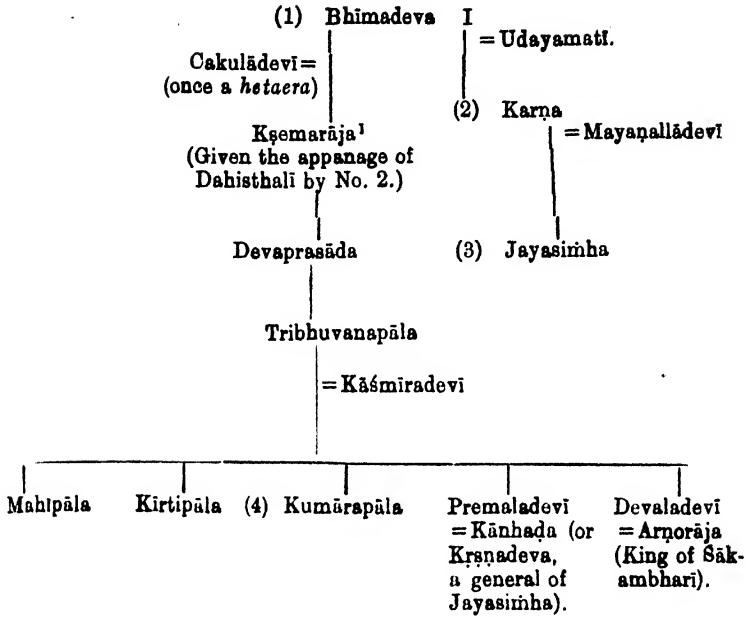 (1) Bhīmadeva I
Cakulādevī=
(once a hetaera)
=Udayamatī.
(2) Karṇa
Kṣemarāja¹
(Given the appanage of
Dahisthalī by No. 2.)
=Mayaṇallādevī
Devaprasāda
(3) Jayasiṁha
Tribhuvanapāla
=Kāśmīradevī
Mahīpāla
Kīrtipāla
(4) Kumārapāla
Premaladevī
=Kānhaḍa (or
Kṛṣṇadeva,
a general of
Jayasiṁha).
Devaladevī
=Arṇorāja
(King of Śāk-
ambharī).